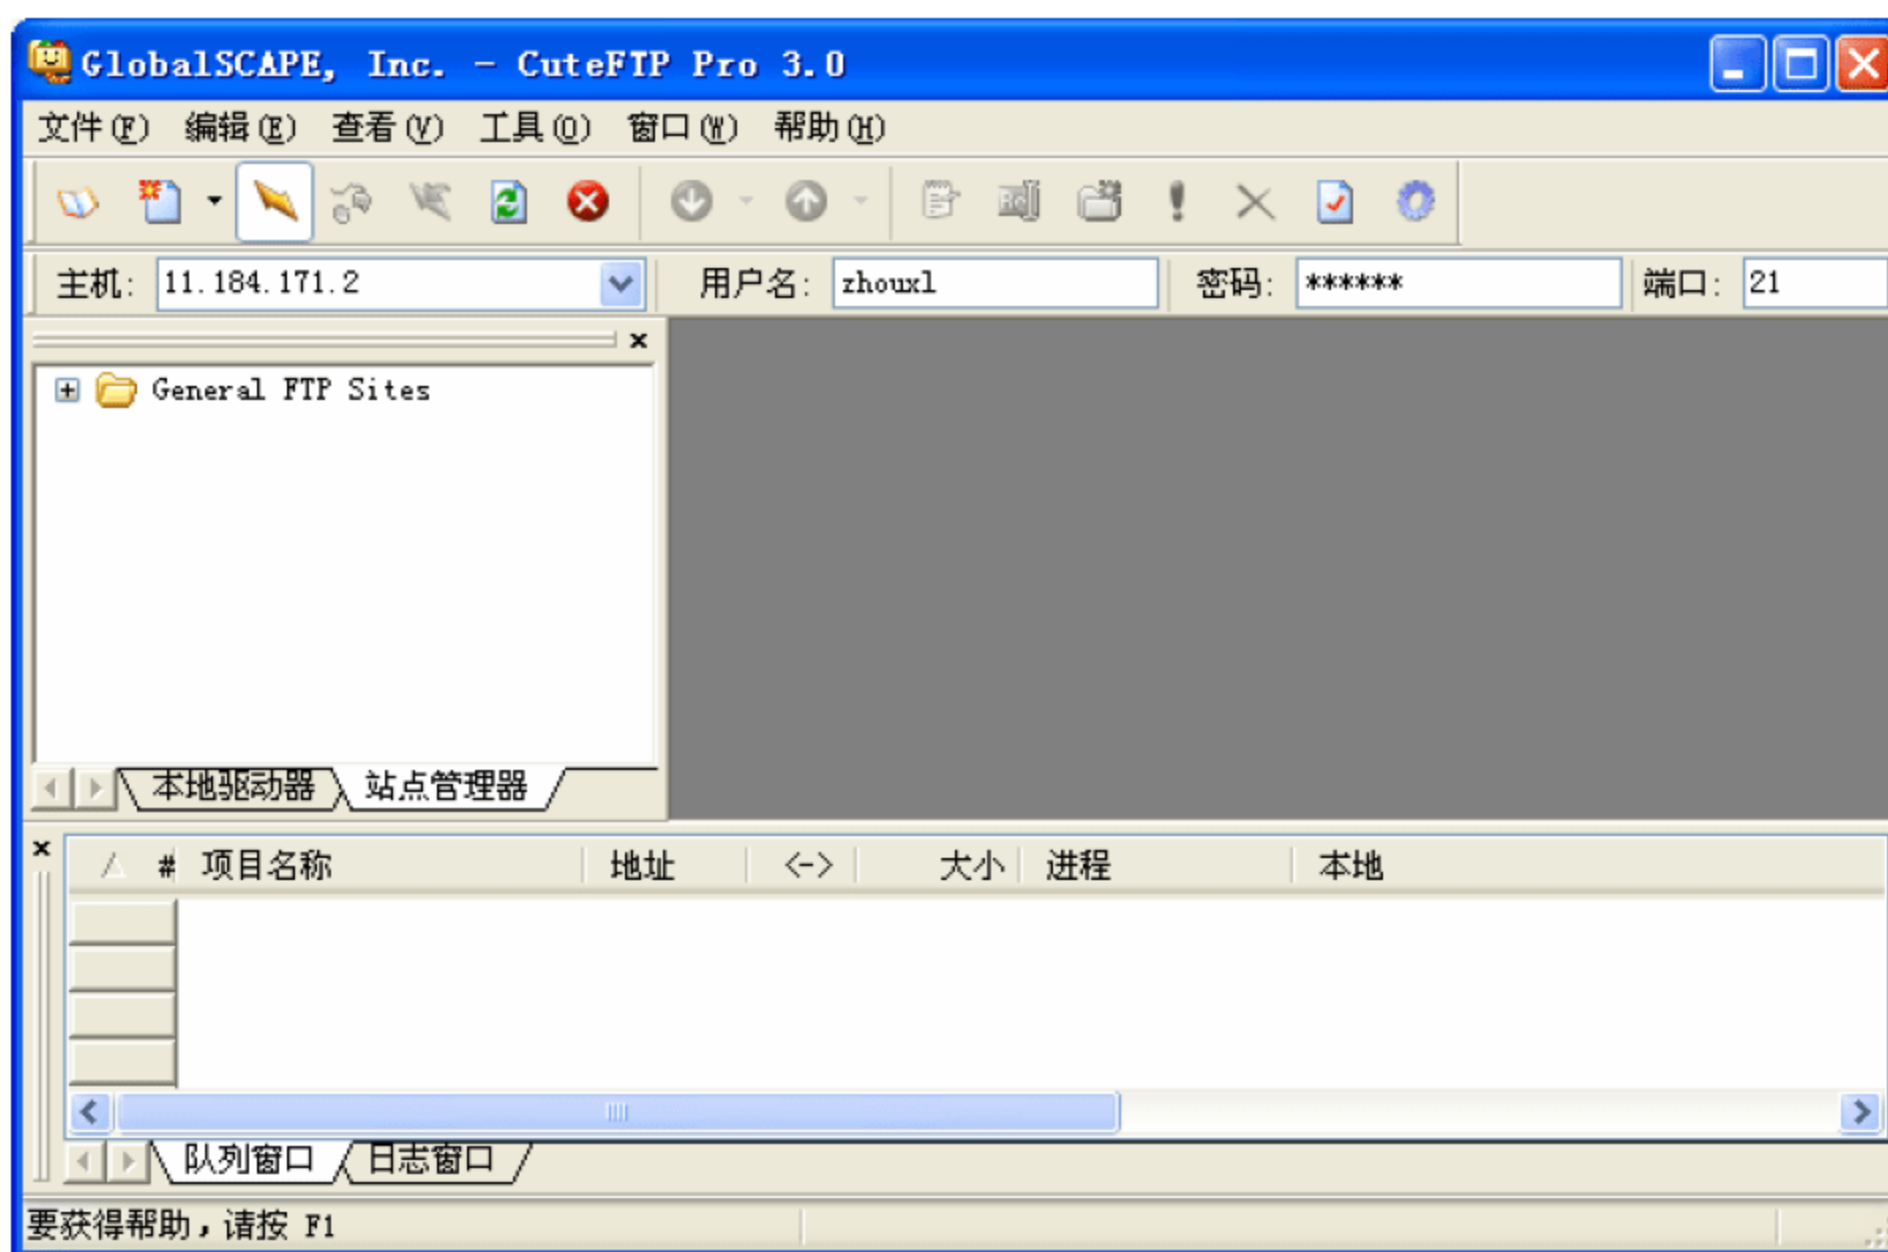 GlobalSCAPE, Inc. - CuteFTP Pro 3.0
文件(F) 编辑(E) 查看(V) 工具(O) 窗口(W) 帮助(H)
主机: 11.184.171.2 用户名: zhouxl 密码: ****** 端口: 21
General FTP Sites
本地驱动器 站点管理器
# 项目名称 地址 <-> 大小 进程 本地
队列窗口 日志窗口
要获得帮助，请按 F1